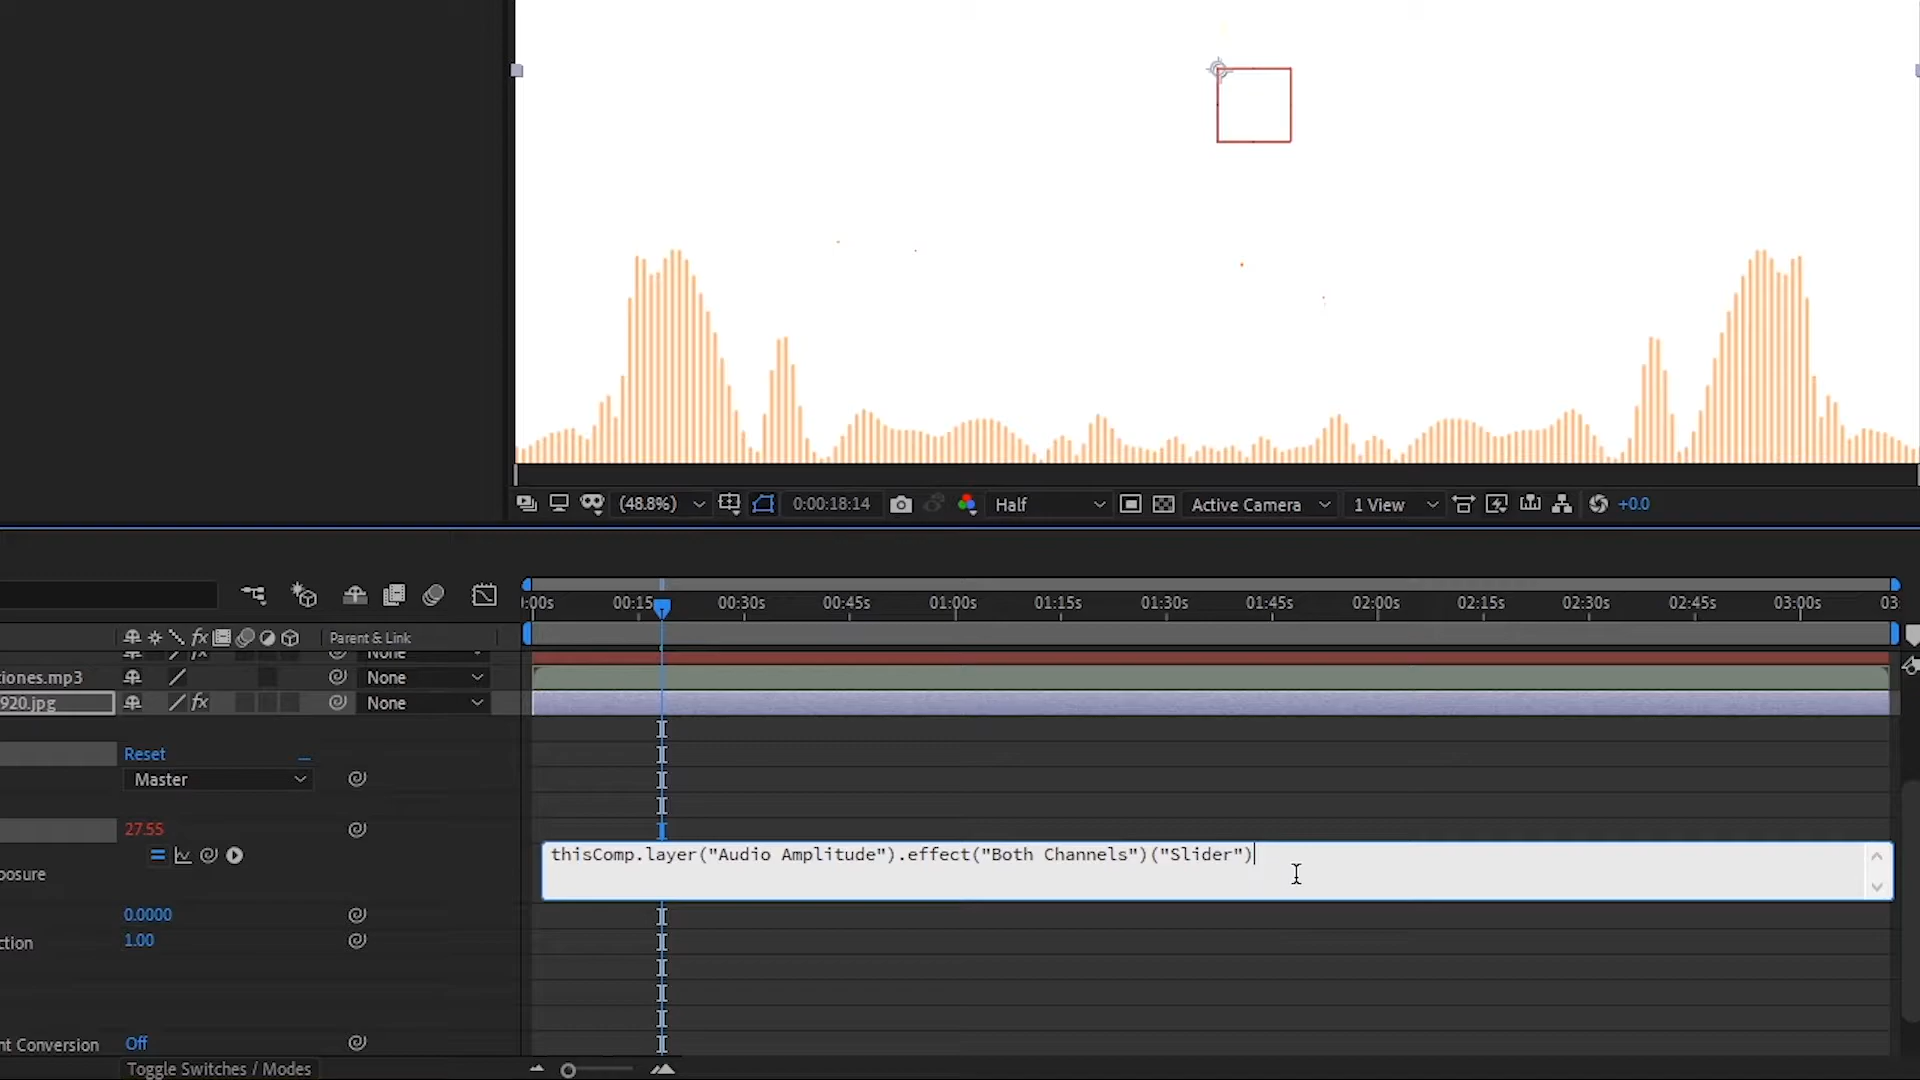 (48.8%) 0:00:18:14 Half Active Camera 1 View +0.0
:00s 00:15 00:30s 00:45s 01:00s 01:15s 01:30s 01:45s 02:00s 02:15s 02:30s 02:45s 03:00s 03:
fx Parent & Link
None
iones.mp3 None
920.jpg fx None
Reset
Master
27.55
thisComp.layer("Audio Amplitude").effect("Both Channels")("Slider")
posure
0.0000
ction 1.00
nt Conversion Off
Toggle Switches / Modes